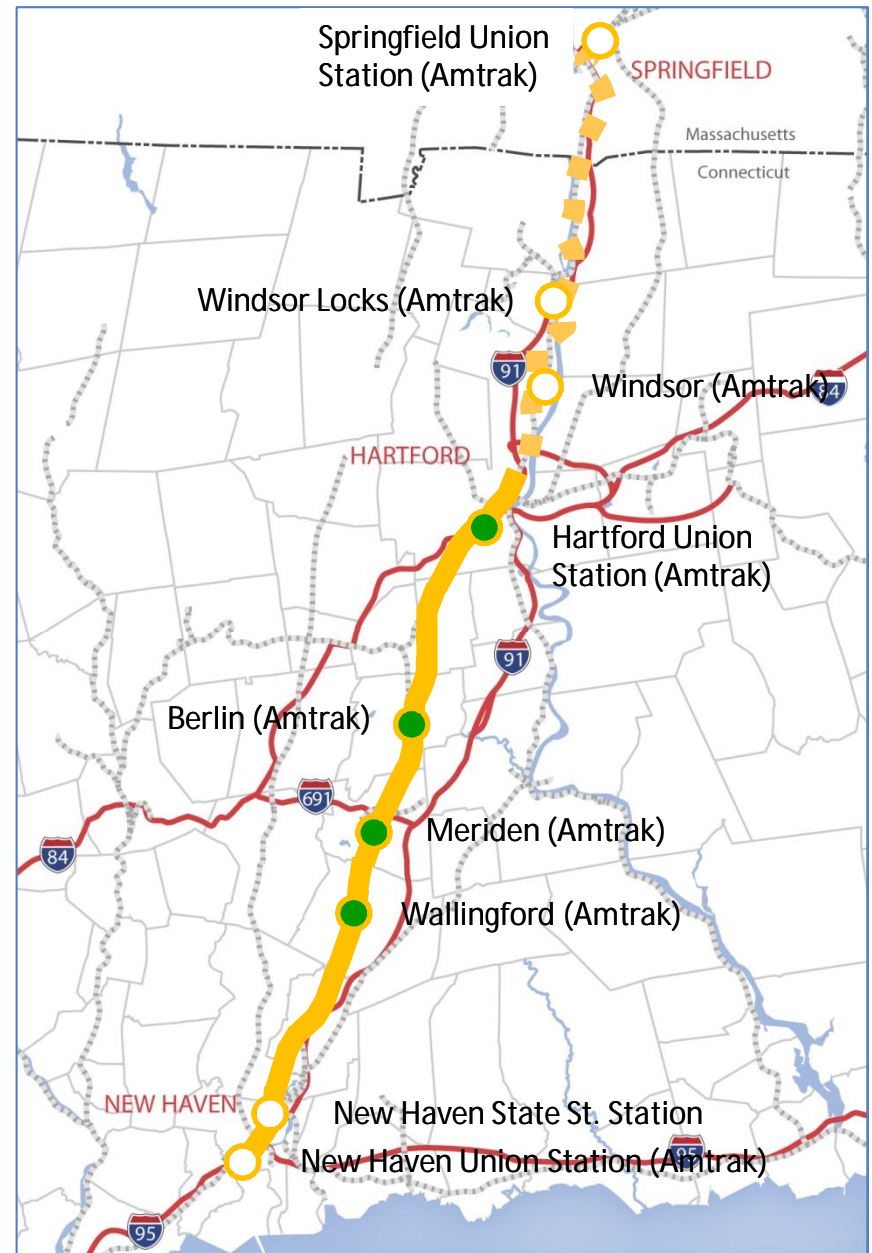 Springfield Union
Station (Amtrak)
SPRINGFIELD
Massachusetts
Connecticut
Windsor Locks (Amtrak)
91
Windsor (Amtrak)
84
HARTFORD
Hartford Union
Station (Amtrak)
91
Berlin (Amtrak)
691
Meriden (Amtrak)
84
Wallingford (Amtrak)
NEW HAVEN
New Haven State St. Station
95
New Haven Union Station (Amtrak)
95